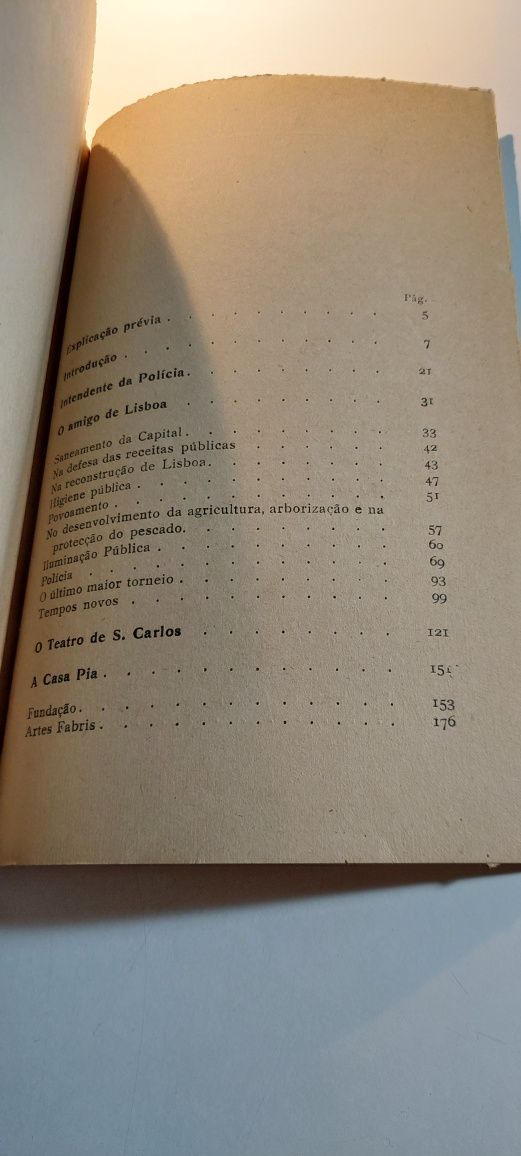 Pág.
Explicação prévia . . . . . . . . . 5
Introdução . . . . . . . . . . 7
Intendente da Polícia. . . . . . . . . 21
O amigo de Lisboa . . . . . . . . . 31
Saneamento da Capital. . . . . . . . . 33
Na defesa das receitas públicas . . . . . . 42
Na reconstrução de Lisboa. . . . . . . . 43
Higiene pública . . . . . . . . . . 47
Povoamento . . . . . . . . . . . 51
No desenvolvimento da agricultura, arborização e na
protecção do pescado. . . . . . . . . 57
Iluminação Pública . . . . . . . . . 60
Polícia . . . . . . . . . . . 69
O último maior torneio . . . . . . . . 93
Tempos novos . . . . . . . . . . 99
O Teatro de S. Carlos . . . . . . . . 121
A Casa Pia . . . . . . . . . . .
Fundação. . . . . . . . . . . . 153
Artes Fabris . . . . . . . . . . . 176